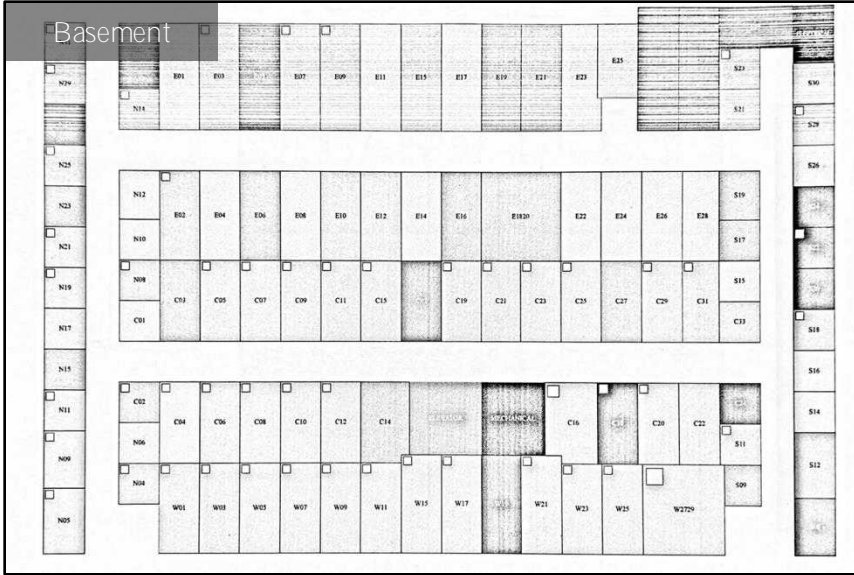 Basement
N29
N25
N23
N21
N19
N17
N15
N11
N09
N05
E01 E03 E07 E09 E11 E15 E17 E19 E21 E23 E25
N14
S23
S21
N12 E02 E04 E06 E08 E10 E12 E14 E16 E1820 E22 E24 E26 E28 S19
N10 S17
N08 C03 C05 C07 C09 C11 C15 C19 C21 C23 C25 C27 C29 C31 S15
C01 C33
C02 C04 C06 C08 C10 C12 C14 MECHANICAL C16 C20 C22
N06 S11
N04 W01 W03 W05 W07 W09 W11 W15 W17 W21 W23 W25 W2729 S09
S30
S28
S26
S18
S16
S14
S12